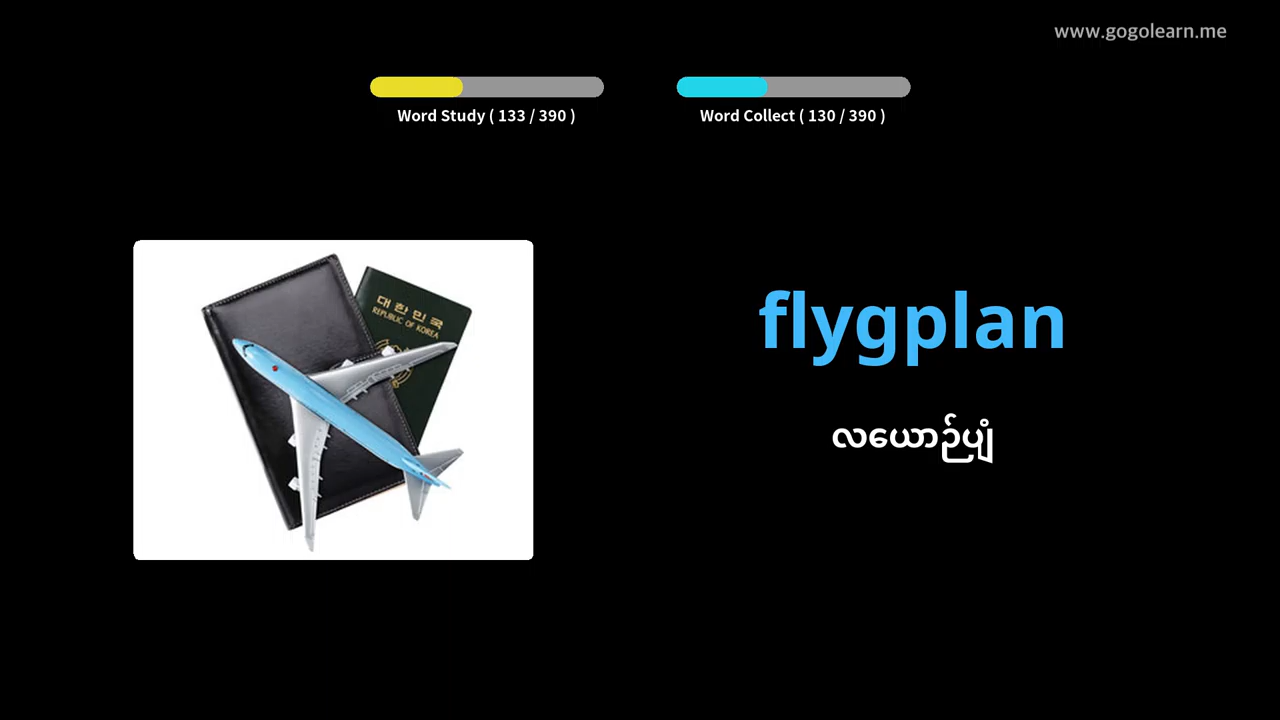 www.gogolearn.me
Word Study ( 133 / 390 )
Word Collect ( 130 / 390 )
대한민국
REPUBLIC OF KOREA
flygplan
လယောဉ်ပျံ